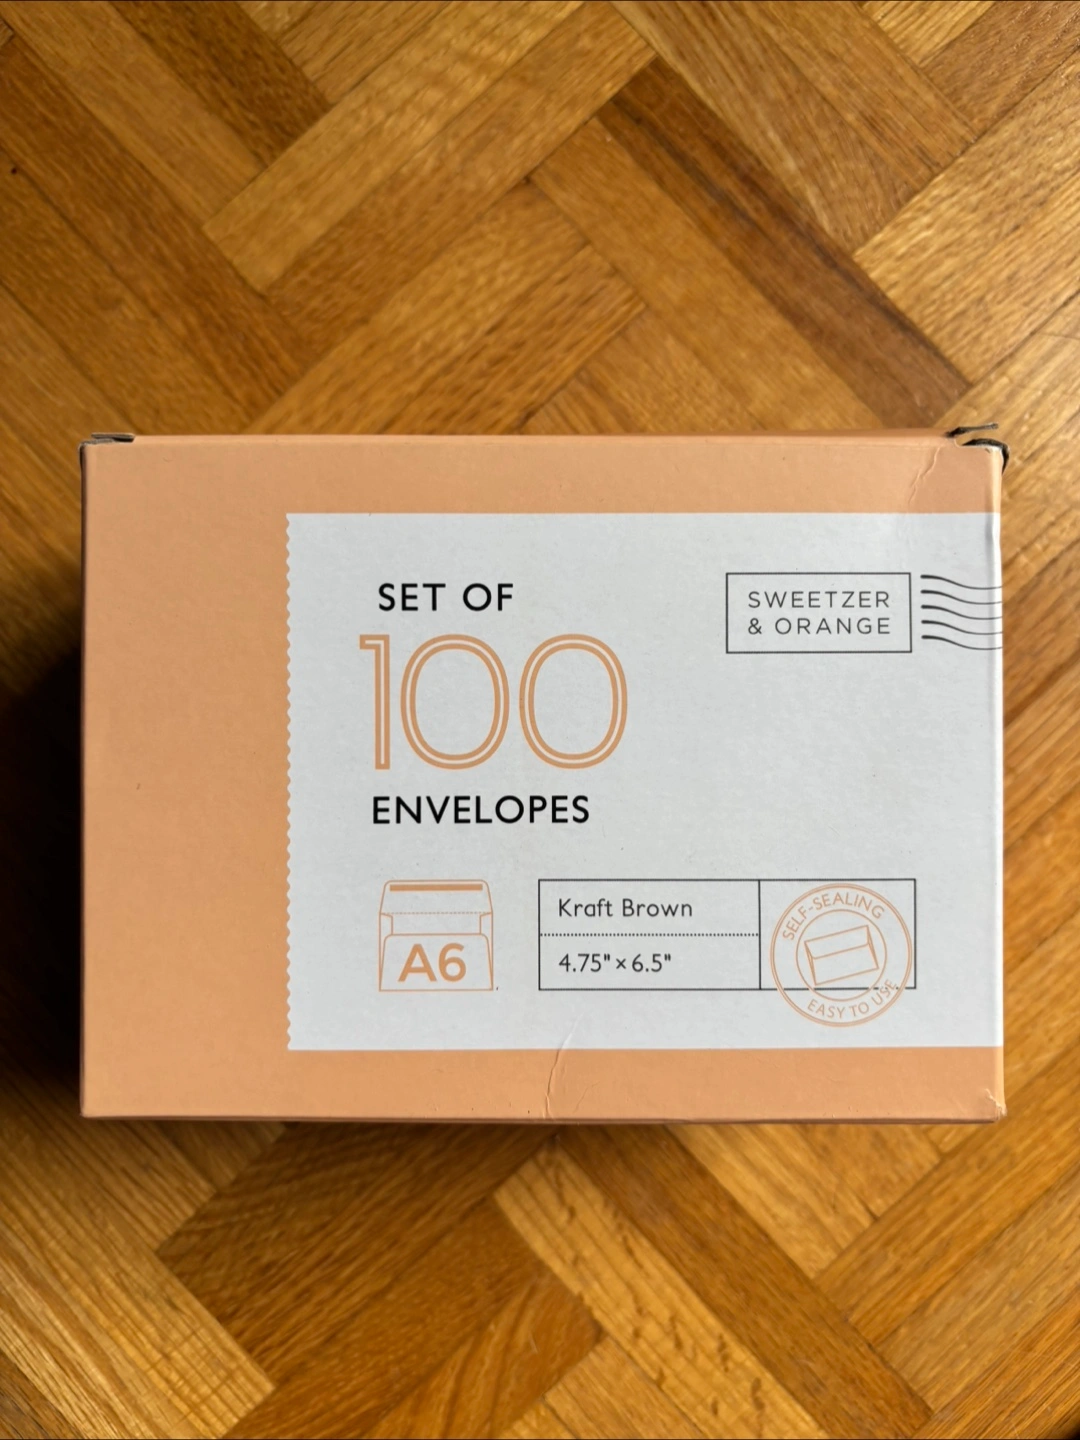 SET OF
100
ENVELOPES
SWEETZER
& ORANGE
A6
Kraft Brown
4.75" × 6.5"
SELF-SEALING
EASY TO USE